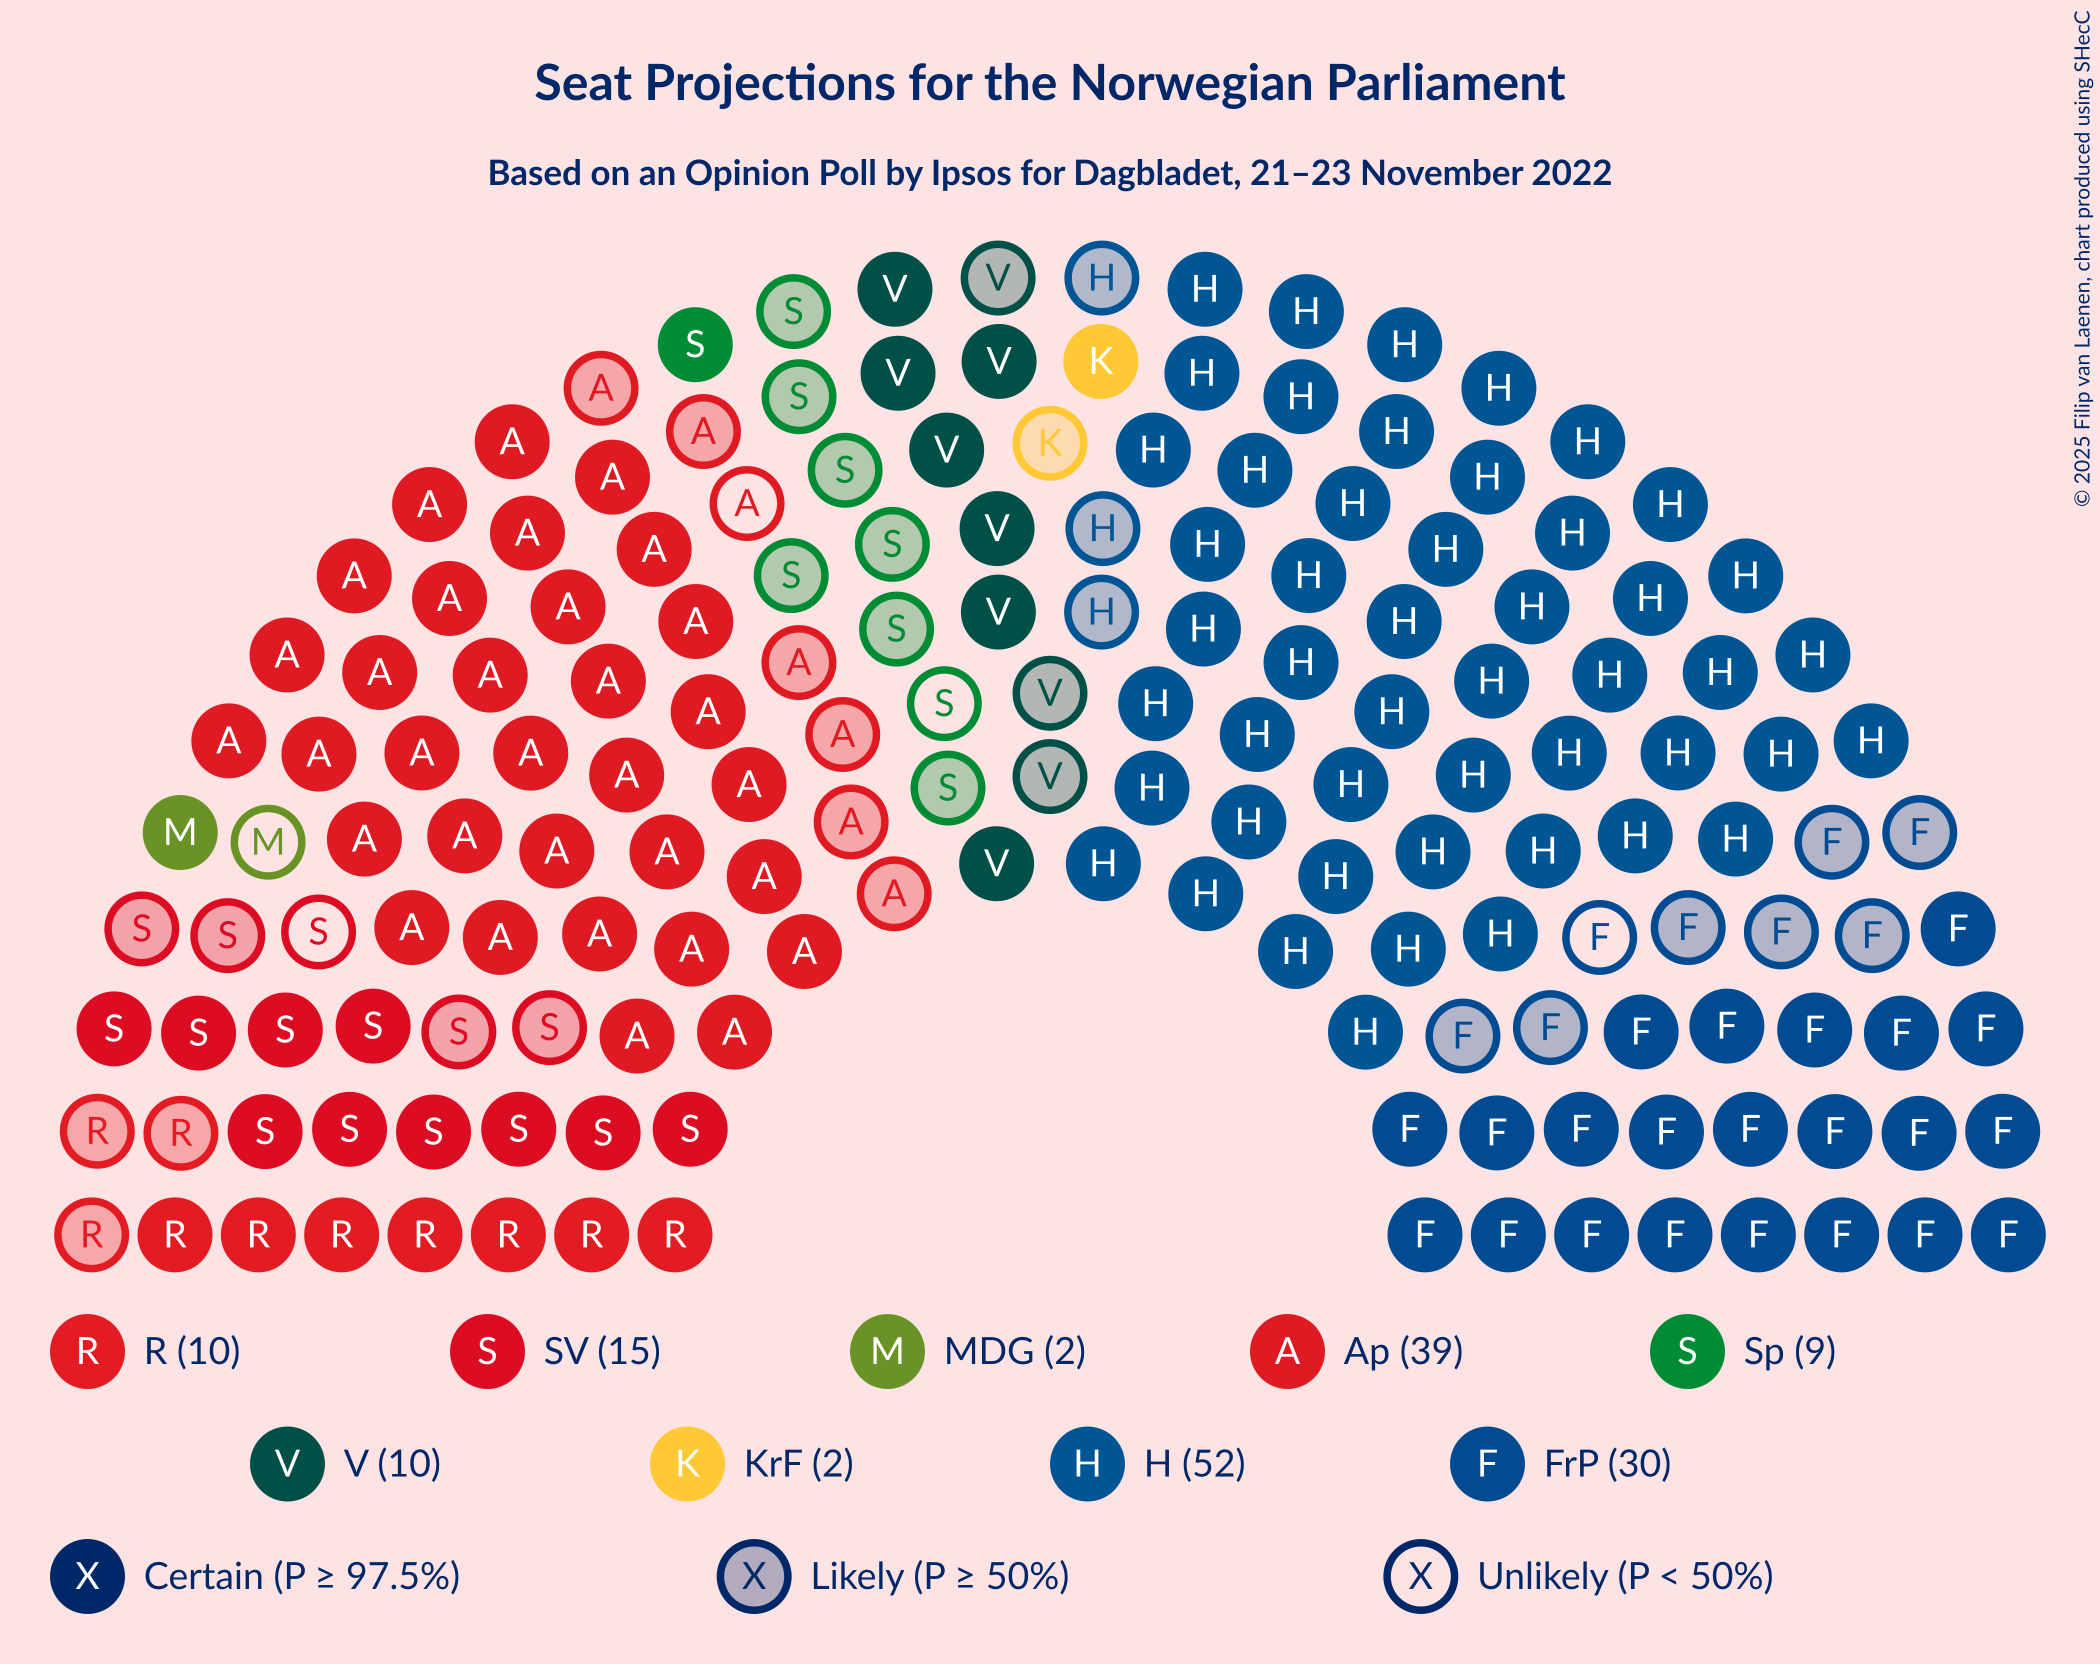 Seat Projections for the Norwegian Parliament
Based on an Opinion Poll by Ipsos for Dagbladet, 21–23 November 2022
© 2025 Filip van Laenen, chart produced using SHecC
V V H H
S S H H
A S V V K H H H
A A V K H H H H
A A S H H
A A A S V H H H H
A A S S V H H H H
A A A S V H H H H
A A A A H H H H
A A A A S V H H H H H
A A A A A A S V H H H H H H
M M A A A A A V H H H H H H F F
S S S A A A A A A H H H H F F F F F
S S S S S S A A H F F F F F F F
R R S S S S S S F F F F F F F F
R R R R R R R R F F F F F F F F
R R (10) S SV (15) M MDG (2) A Ap (39) S Sp (9)
V V (10) K KrF (2) H H (52) F FrP (30)
X Certain (P ≥ 97.5%) X Likely (P ≥ 50%) X Unlikely (P < 50%)